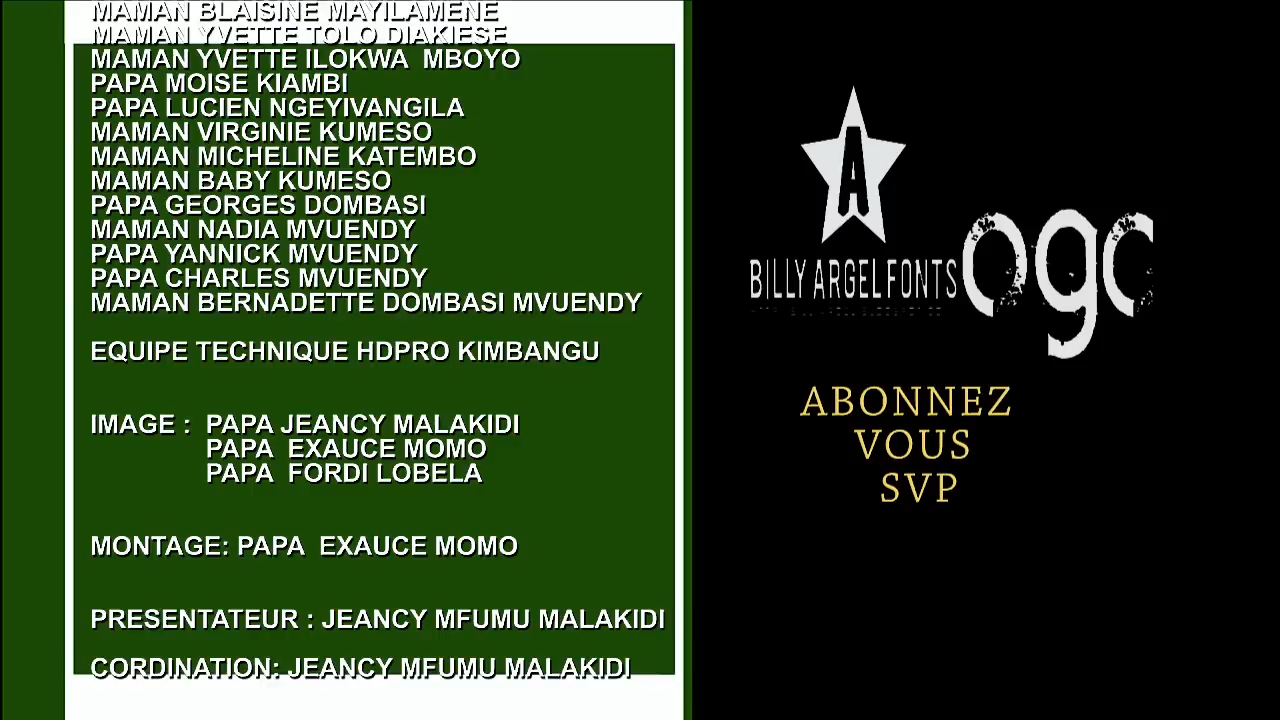 MAMAN BLAISINE MAYILAMENE
MAMAN YVETTE TOLO DIAKIESE
MAMAN YVETTE ILOKWA MBOYO
PAPA MOISE KIAMBI
PAPA LUCIEN NGEYIVANGILA
MAMAN VIRGINIE KUMESO
MAMAN MICHELINE KATEMBO
MAMAN BABY KUMESO
PAPA GEORGES DOMBASI
MAMAN NADIA MVUENDY
PAPA YANNICK MVUENDY
PAPA CHARLES MVUENDY
MAMAN BERNADETTE DOMBASI MVUENDY
EQUIPE TECHNIQUE HDPRO KIMBANGU
IMAGE : PAPA JEANCY MALAKIDI
PAPA EXAUCE MOMO
PAPA FORDI LOBELA
MONTAGE: PAPA EXAUCE MOMO
PRESENTATEUR : JEANCY MFUMU MALAKIDI
CORDINATION: JEANCY MFUMU MALAKIDI
A
BILLY ARGEL FONTS
ogo
ABONNEZ
VOUS
SVP